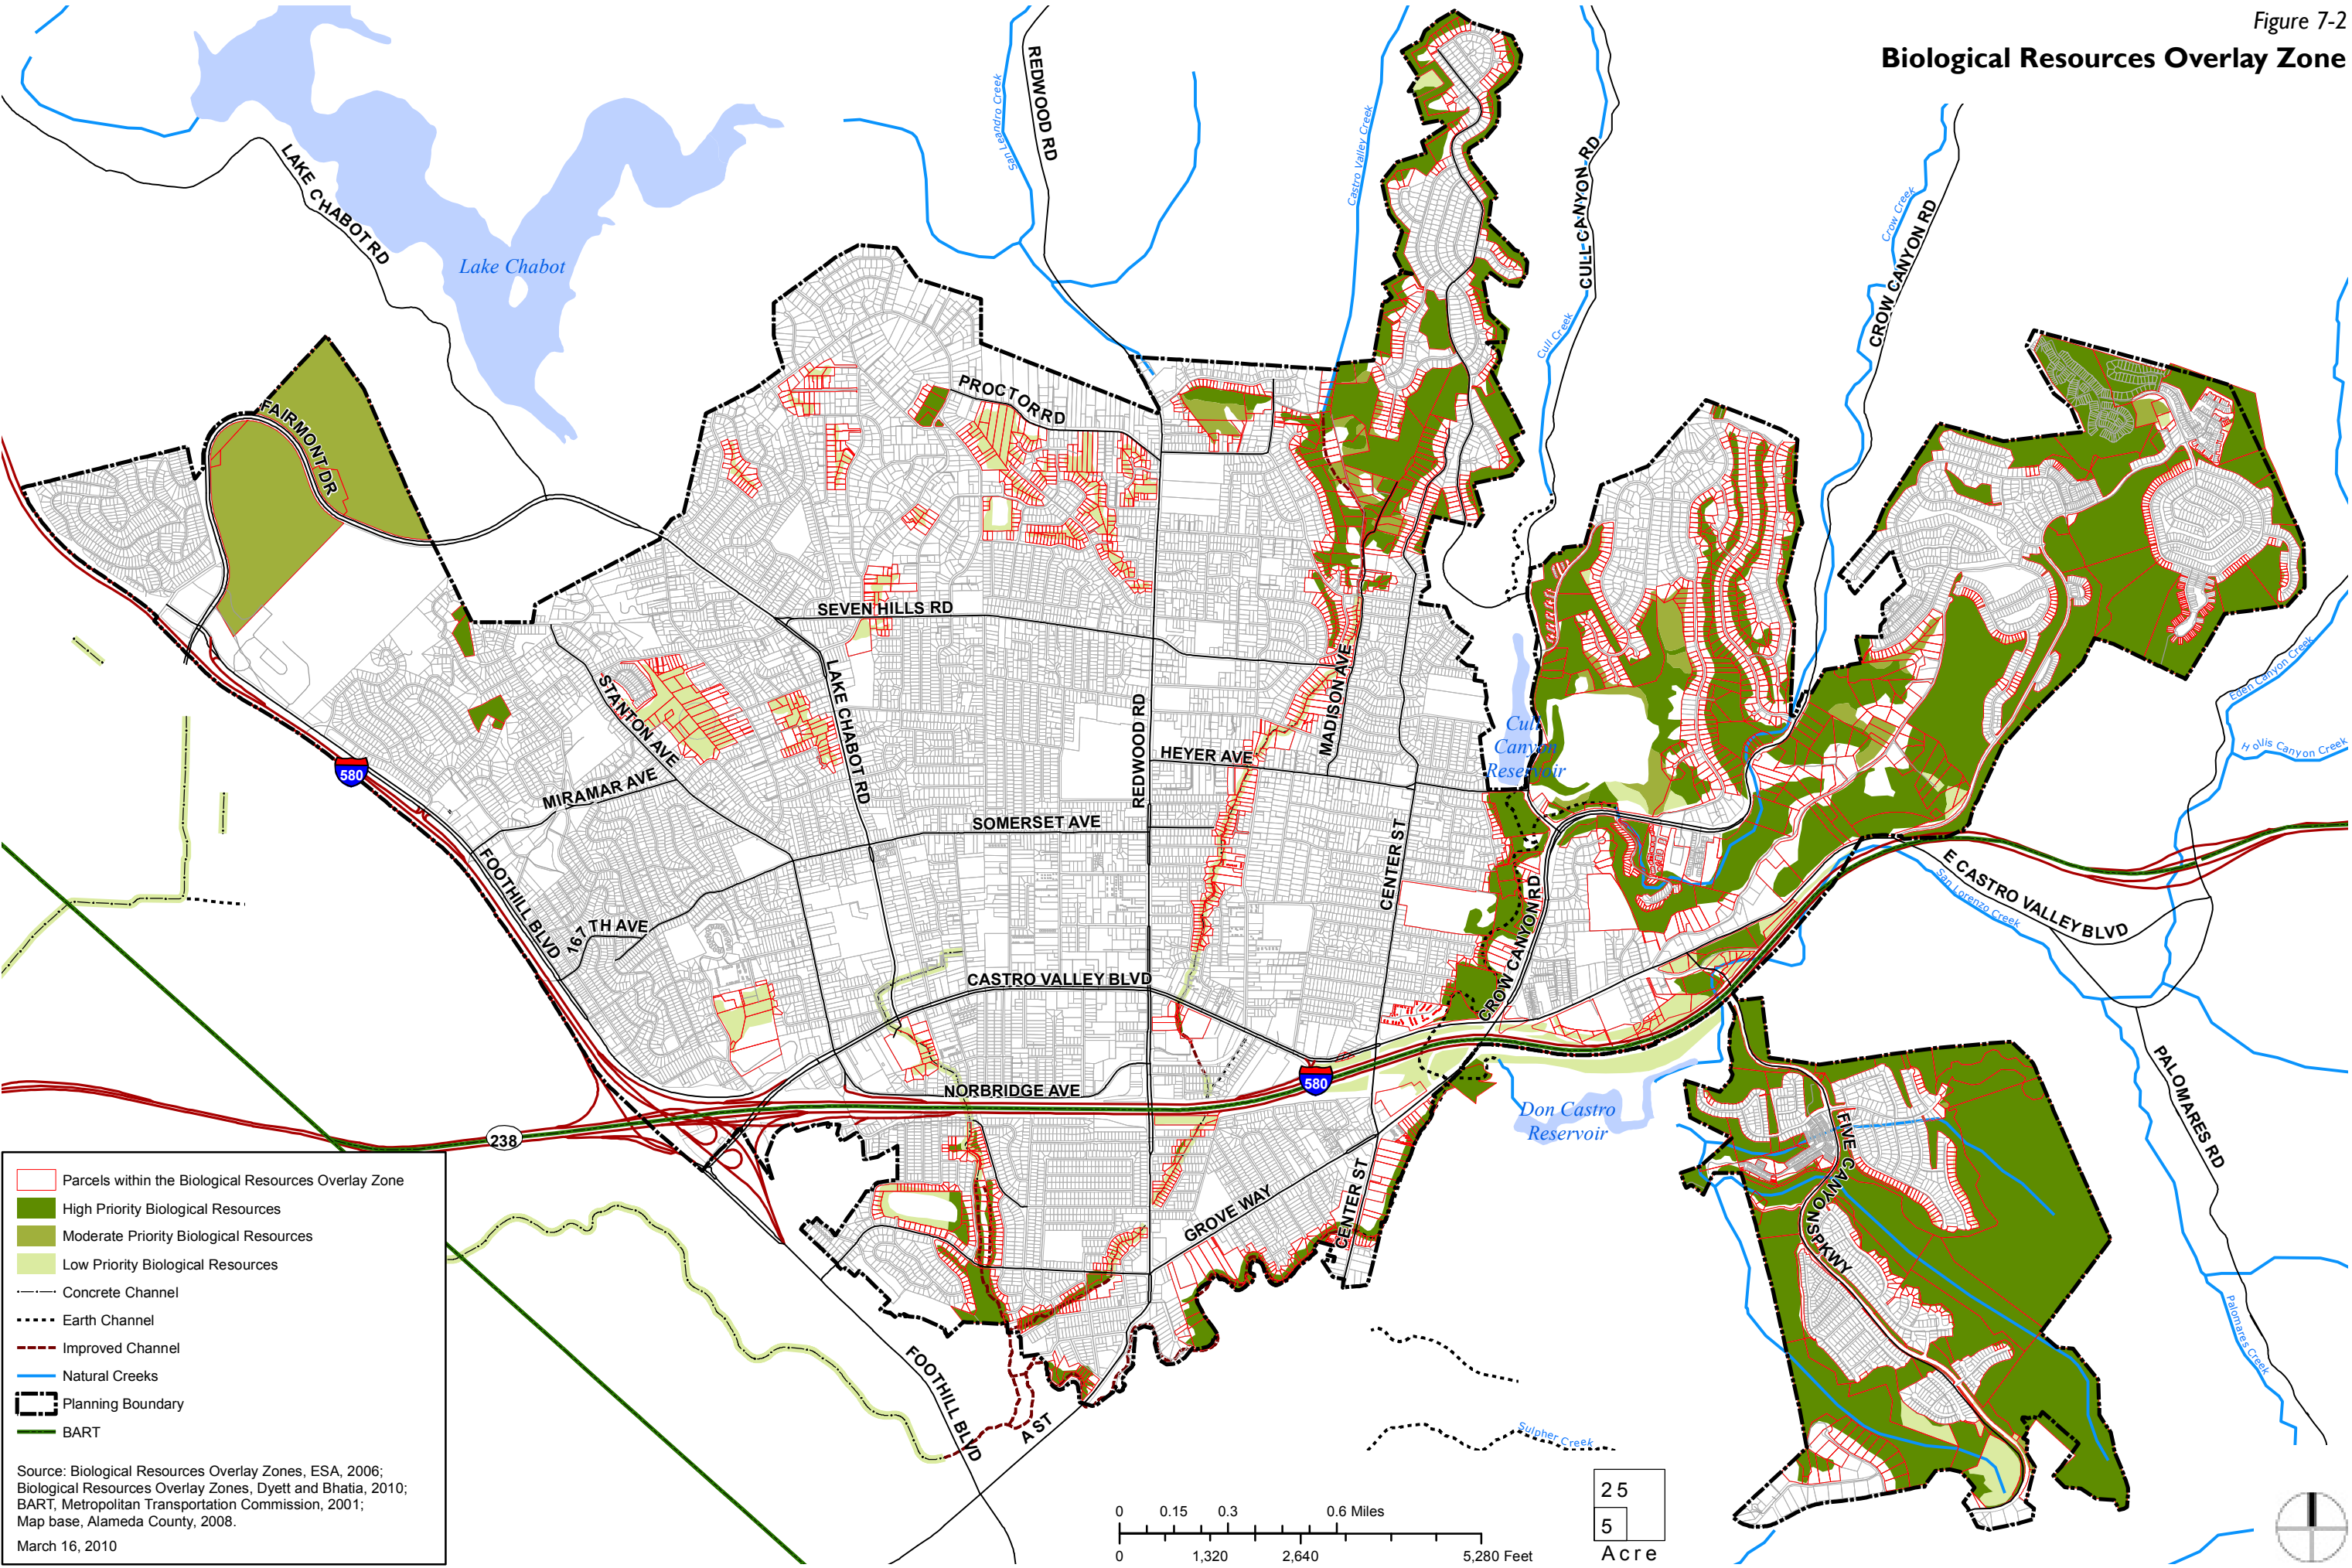 Figure 7-2
Biological Resources Overlay Zone
REDWOOD RD
San Leandro Creek
Castro Valley Creek
CULL CANYON RD
Crow Creek
CROW CANYON RD
LAKE CHABOT RD
Lake Chabot
Cull Creek
PROCTOR RD
FAIRMONT DR
SEVEN HILLS RD
STANTON AVE
LAKE CHABOT RD
MADISON AVE
REDWOOD RD
Eden Canyon Creek
Hollis Canyon Creek
Cull
Canyon
Reservoir
HEYER AVE
580
MIRAMAR AVE
SOMERSET AVE
CENTER ST
FOOTHILL BLVD
167 TH AVE
CROW CANYON RD
E CASTRO VALLEY BLVD
San Lorenzo Creek
CASTRO VALLEY BLVD
NORBRIDGE AVE
580
Don Castro
Reservoir
238
PALOMARES RD
FIVE CANYONS PKWY
CENTER ST
GROVE WAY
Palomares Creek
FOOTHILL BLVD
A ST
Sulpher Creek
Parcels within the Biological Resources Overlay Zone
High Priority Biological Resources
Moderate Priority Biological Resources
Low Priority Biological Resources
Concrete Channel
Earth Channel
Improved Channel
Natural Creeks
Planning Boundary
BART
Source: Biological Resources Overlay Zones, ESA, 2006;
Biological Resources Overlay Zones, Dyett and Bhatia, 2010;
BART, Metropolitan Transportation Commission, 2001;
Map base, Alameda County, 2008.
March 16, 2010
0 0.15 0.3 0.6 Miles
0 1,320 2,640 5,280 Feet
25
5
Acre